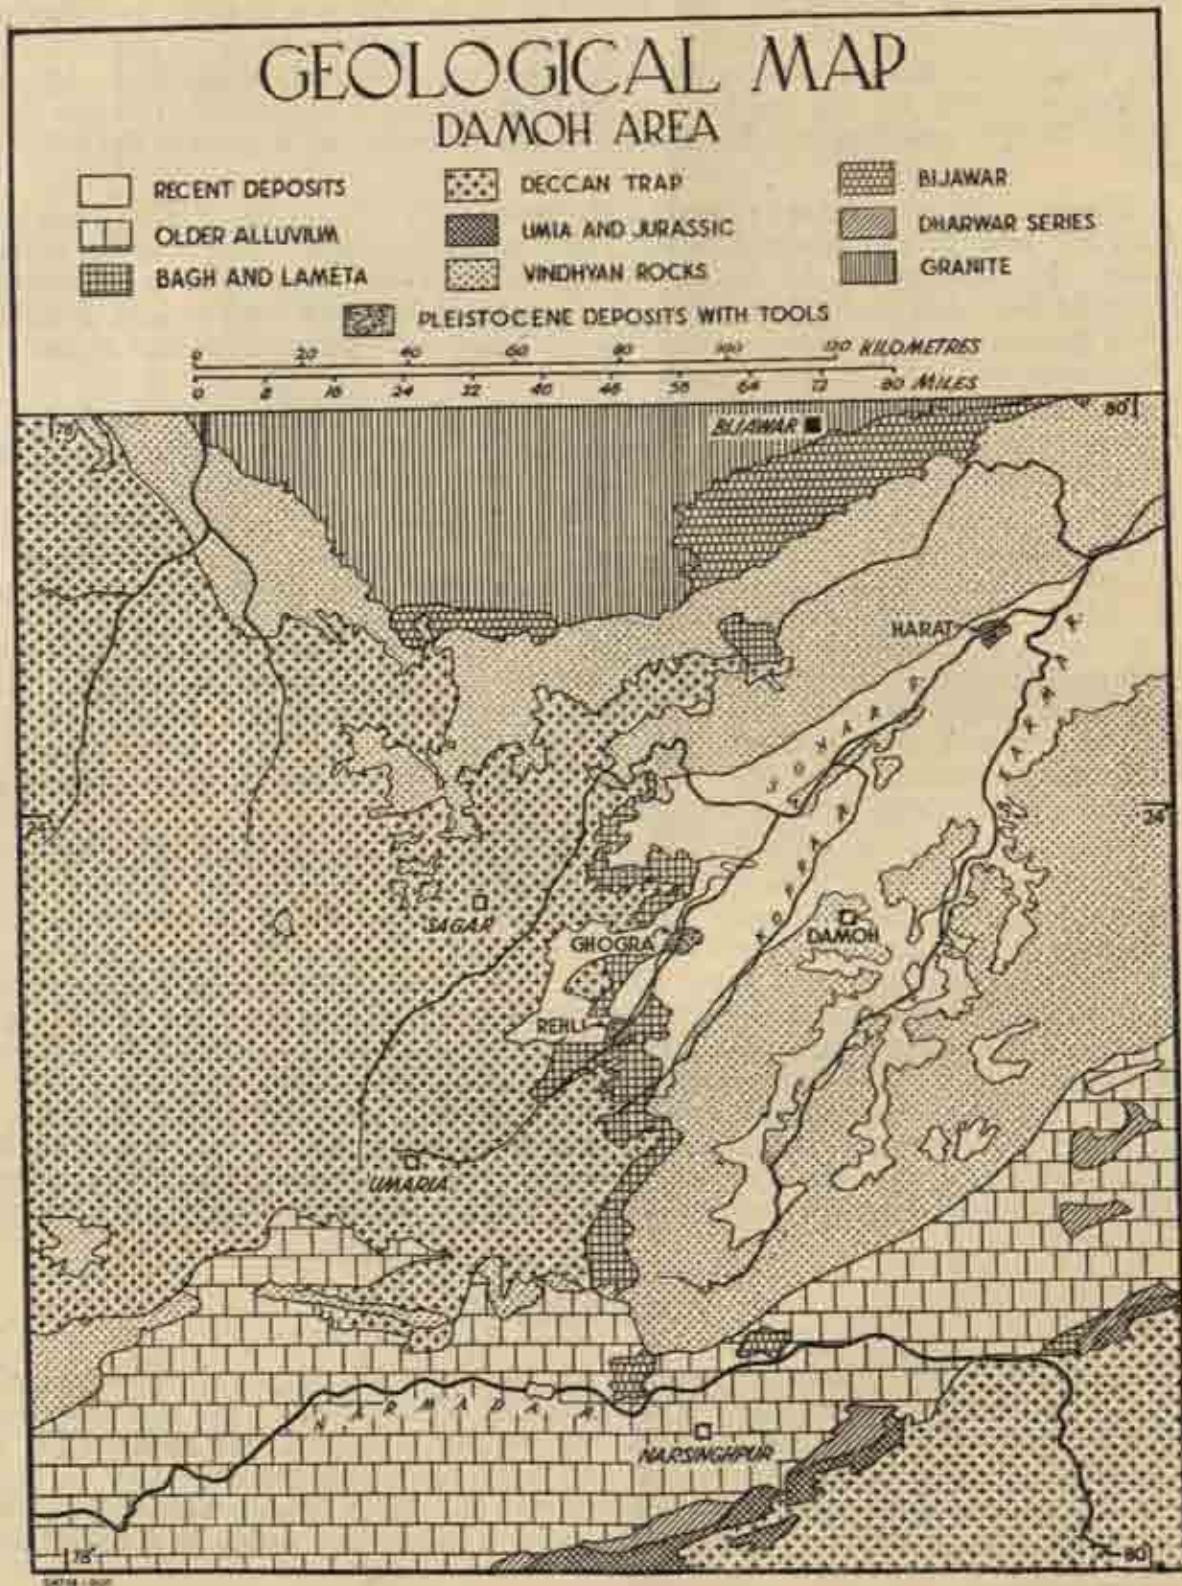 GEOLOGICAL MAP
DAMOH AREA
RECENT DEPOSITS
OLDER ALLUVIUM
BAGH AND LAMETA
DECCAN TRAP
UMIA AND JURASSIC
VINDHYAN ROCKS
BIJAWAR
DHARWAR SERIES
GRANITE
PLEISTOCENE DEPOSITS WITH TOOLS
0 20 40 60 80 100 120 KILOMETRES
0 8 16 24 32 40 48 56 64 72 80 MILES
78°
80°
BIJAWAR
HARAT
SONAR R.
KOPRA R.
24
24°
SAGAR
GHOGRA
DAMOH
REHLI
UMARIA
NARMADA R.
NARSINGHPUR
78°
80°